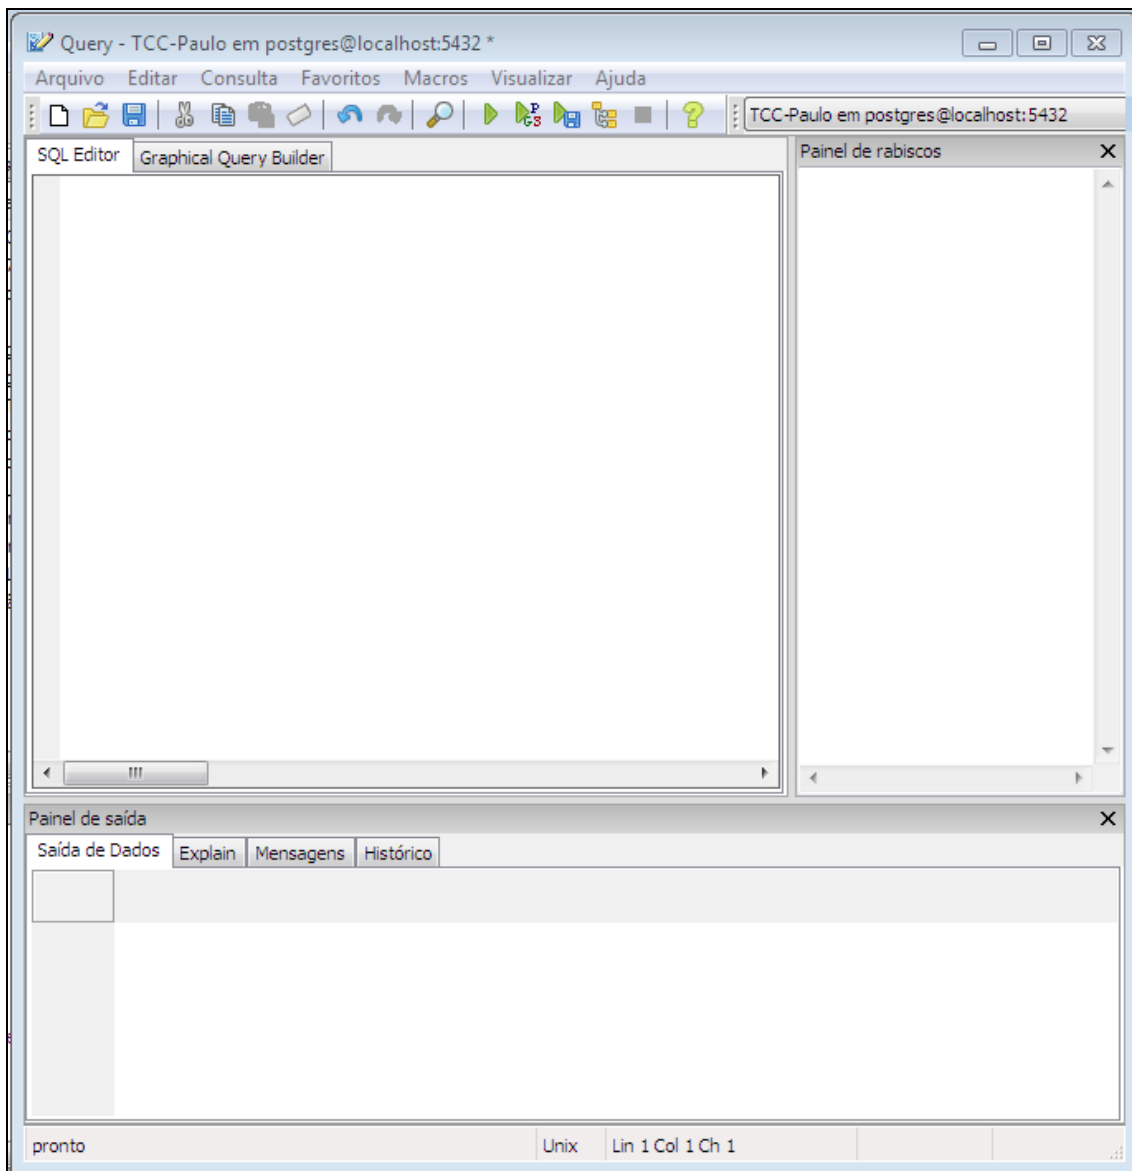 Query - TCC-Paulo em postgres@localhost:5432 *
Arquivo Editar Consulta Favoritos Macros Visualizar Ajuda
TCC-Paulo em postgres@localhost:5432
SQL Editor Graphical Query Builder
Painel de rabiscos
Painel de saída
Saída de Dados Explain Mensagens Histórico
pronto Unix Lin 1 Col 1 Ch 1